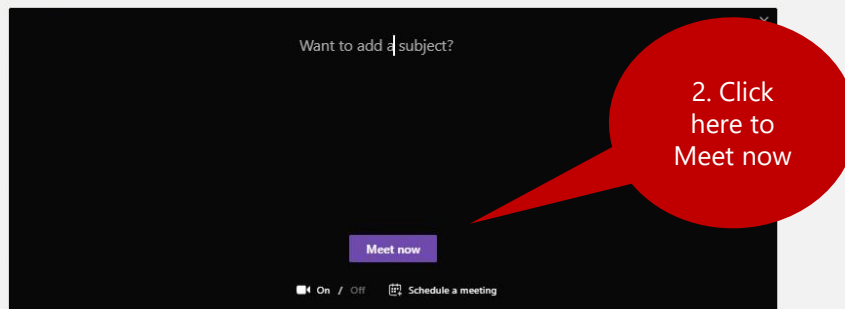 Want to add a subject?
2. Click
here to
Meet now
Meet now
On / Off Schedule a meeting